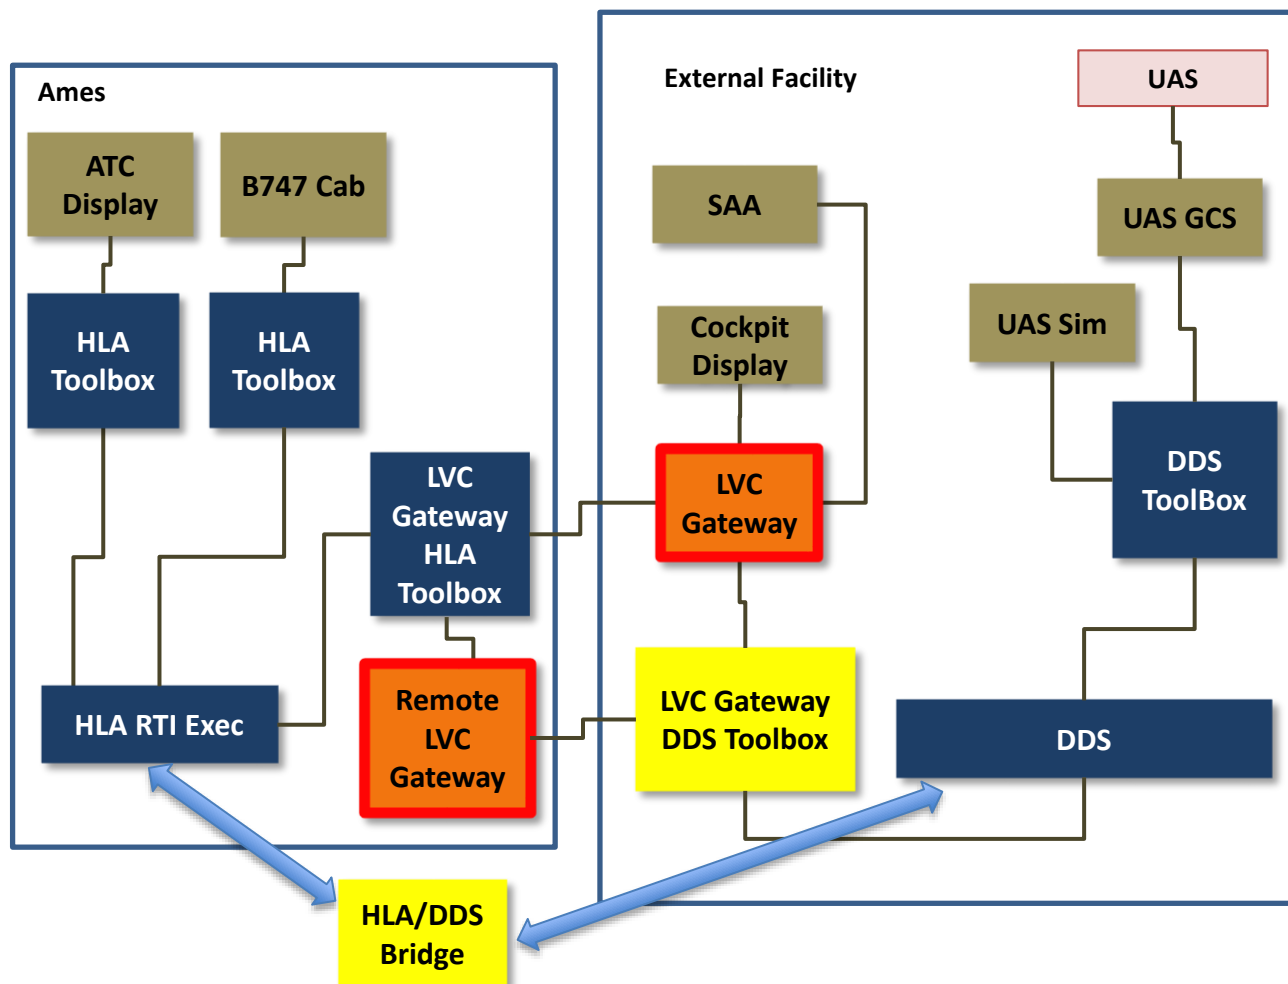 Ames
ATC
Display
B747 Cab
HLA
Toolbox
HLA
Toolbox
LVC
Gateway
HLA
Toolbox
HLA RTI Exec
Remote
LVC
Gateway
HLA/DDS
Bridge
External Facility
UAS
SAA
UAS GCS
Cockpit
Display
UAS Sim
LVC
Gateway
DDS
ToolBox
LVC Gateway
DDS Toolbox
DDS